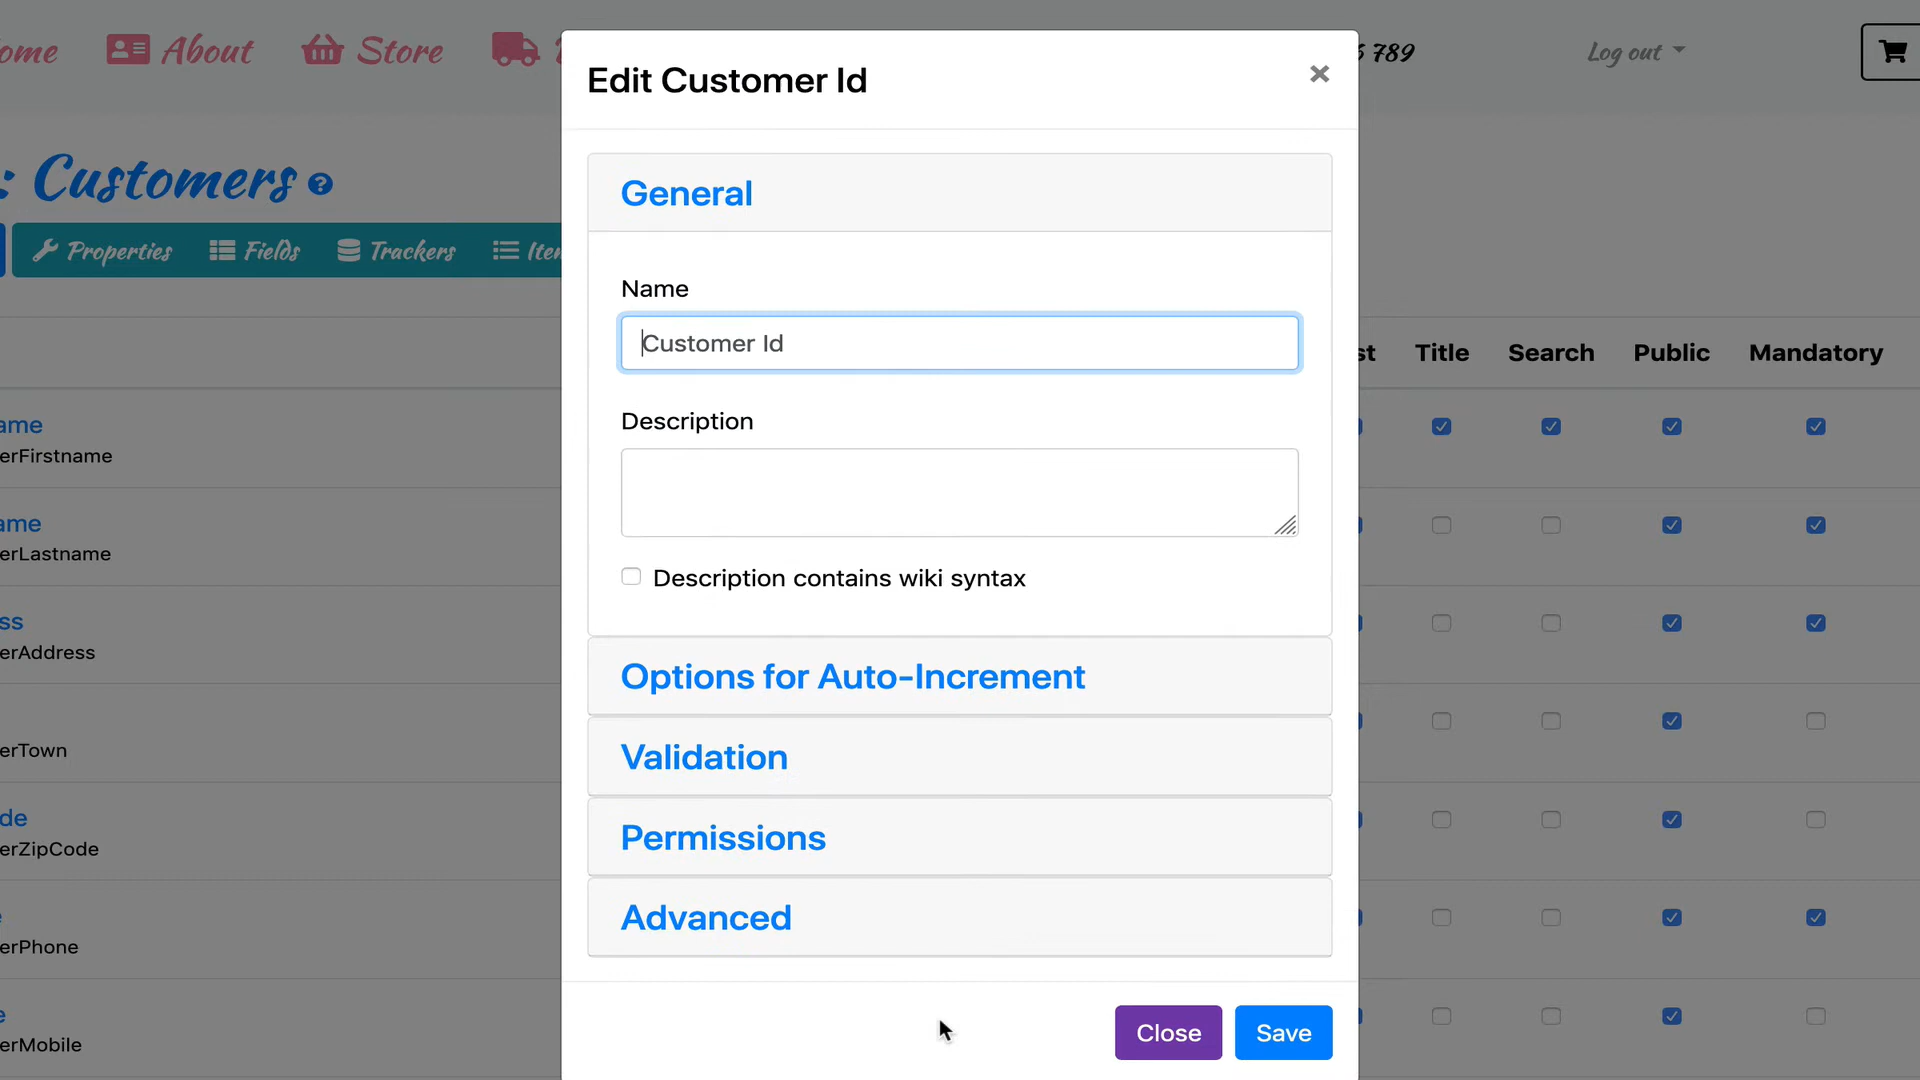 ome About Store 789 Log out
Edit Customer Id ×
: Customers ?
Properties Fields Trackers Iten
General
Name
Customer Id
st Title Search Public Mandatory
Description
ame
erFirstname
ame
erLastname
Description contains wiki syntax
ss
erAddress
Options for Auto-Increment
erTown
Validation
de
erZipCode
Permissions
Advanced
e
erPhone
e
erMobile
Close Save